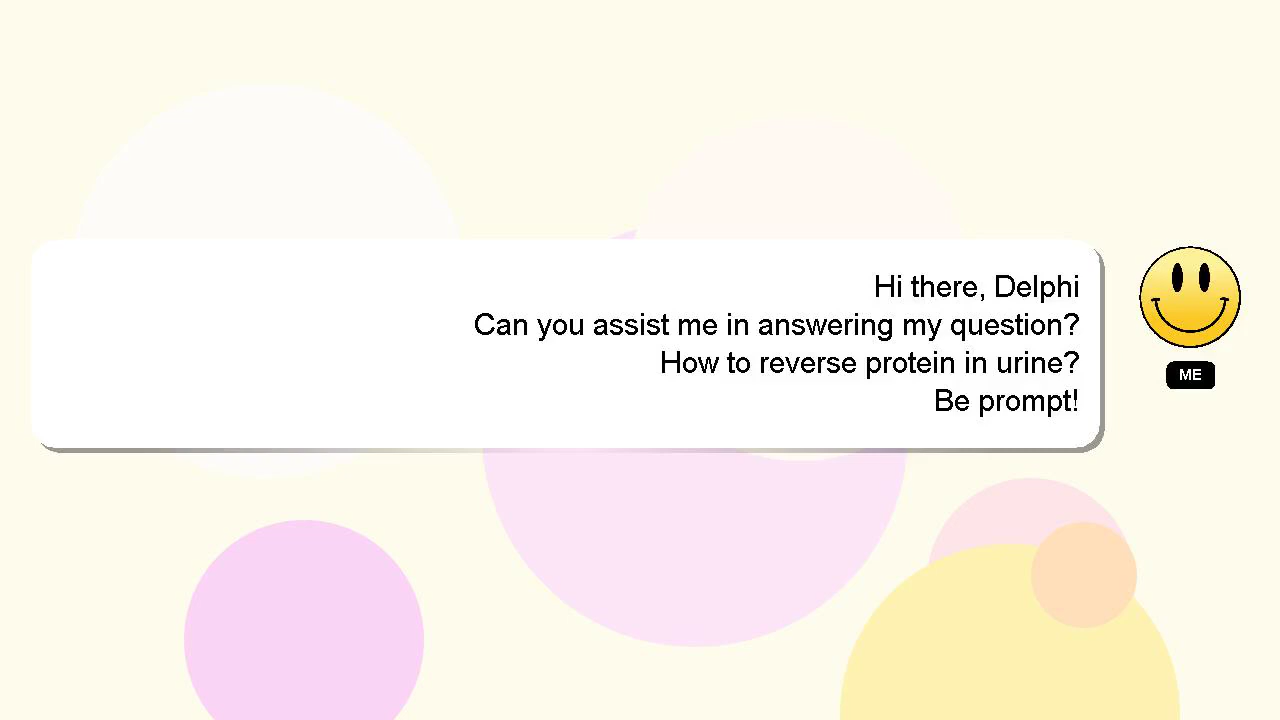 Hi there, Delphi
Can you assist me in answering my question?
How to reverse protein in urine?
Be prompt!
ME